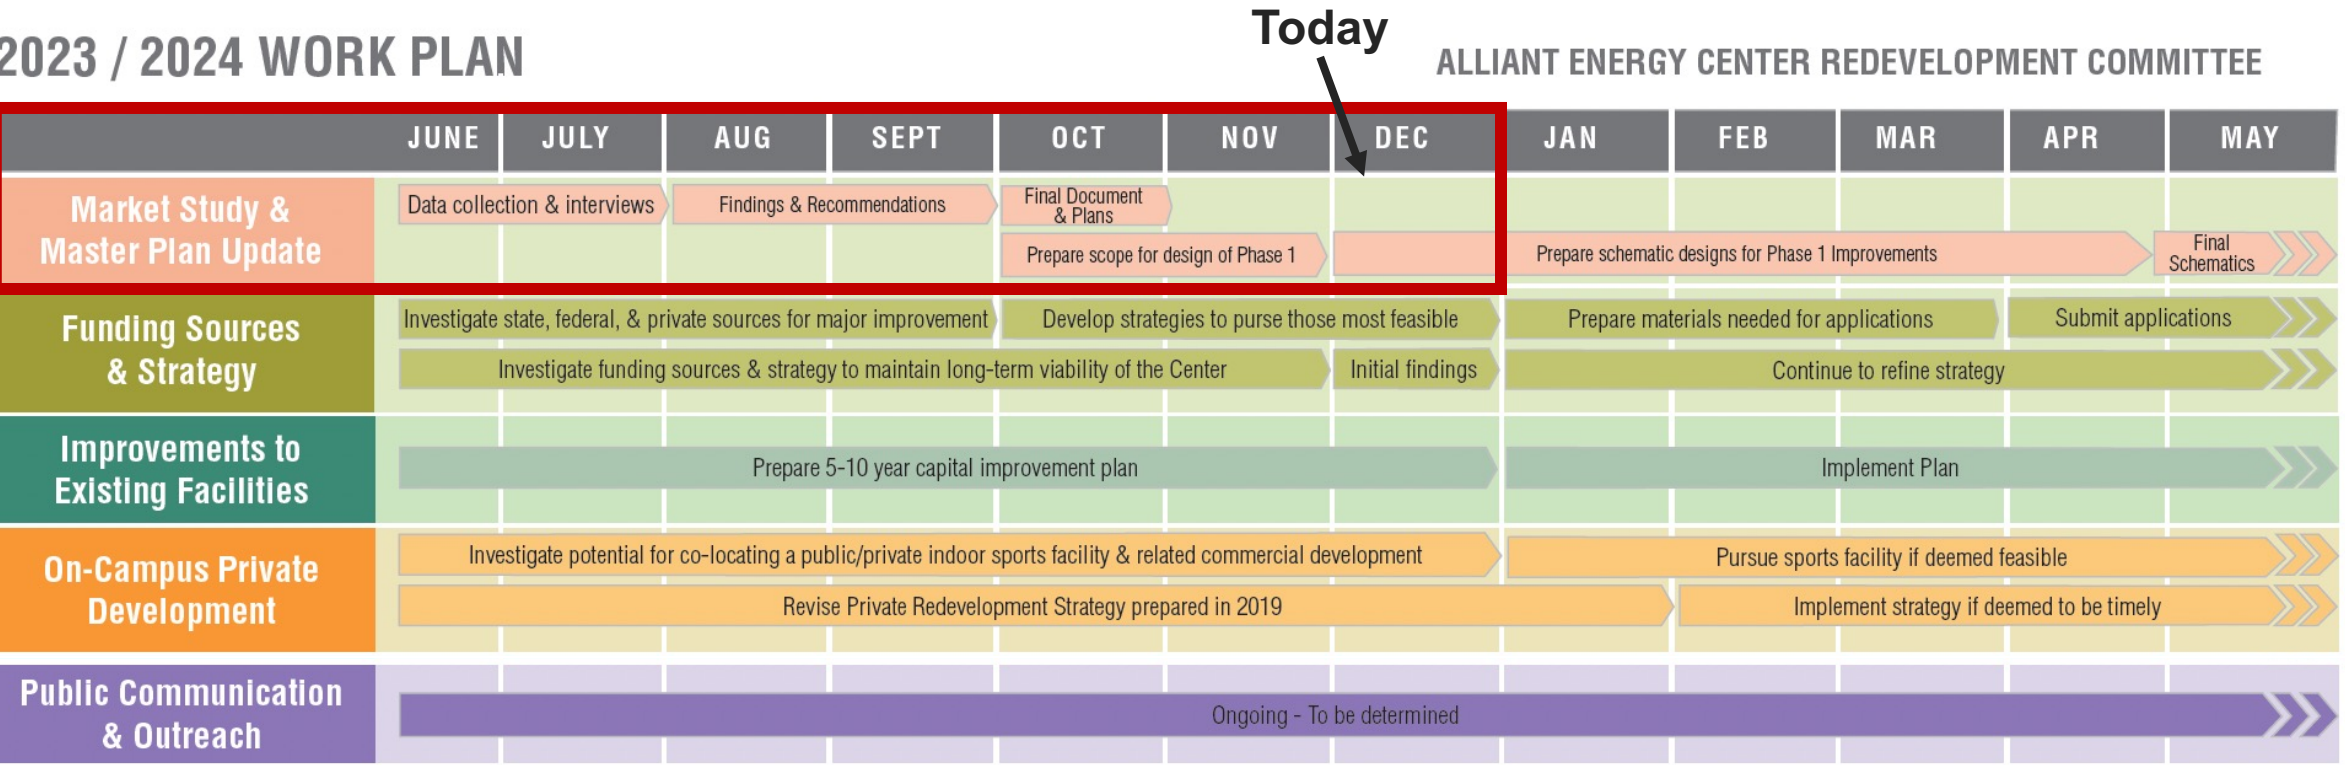 Today
2023 / 2024 WORK PLAN
ALLIANT ENERGY CENTER REDEVELOPMENT COMMITTEE
JUNE JULY AUG SEPT OCT NOV DEC JAN FEB MAR APR MAY
Market Study &
Master Plan Update
Data collection & interviews
Findings & Recommendations
Final Document
& Plans
Prepare scope for design of Phase 1
Prepare schematic designs for Phase 1 Improvements
Final
Schematics
Funding Sources
& Strategy
Investigate state, federal, & private sources for major improvement
Develop strategies to purse those most feasible
Prepare materials needed for applications
Submit applications
Investigate funding sources & strategy to maintain long-term viability of the Center
Initial findings
Continue to refine strategy
Improvements to
Existing Facilities
Prepare 5-10 year capital improvement plan
Implement Plan
On-Campus Private
Development
Investigate potential for co-locating a public/private indoor sports facility & related commercial development
Pursue sports facility if deemed feasible
Revise Private Redevelopment Strategy prepared in 2019
Implement strategy if deemed to be timely
Public Communication
& Outreach
Ongoing - To be determined